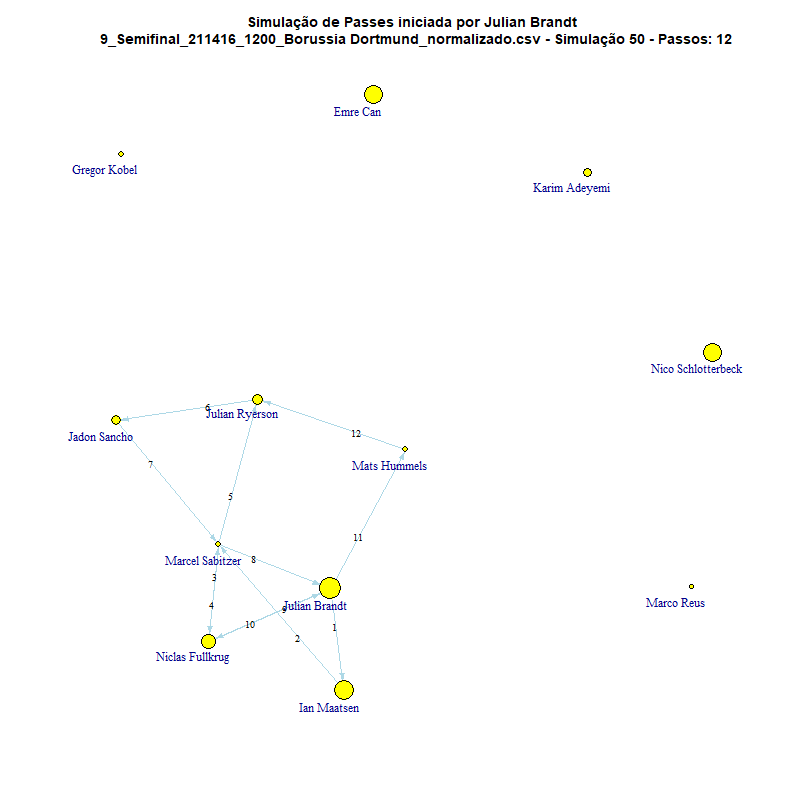 Simulação de Passes iniciada por Julian Brandt
9_Semifinal_211416_1200_Borussia Dortmund_normalizado.csv - Simulação 50 - Passos: 12
Emre Can
Gregor Kobel
Karim Adeyemi
Nico Schlotterbeck
6
Julian Ryerson
Jadon Sancho
12
7
Mats Hummels
5
11
8
Marcel Sabitzer
3
4
9
Julian Brandt
Marco Reus
10
1
2
Niclas Fullkrug
Ian Maatsen